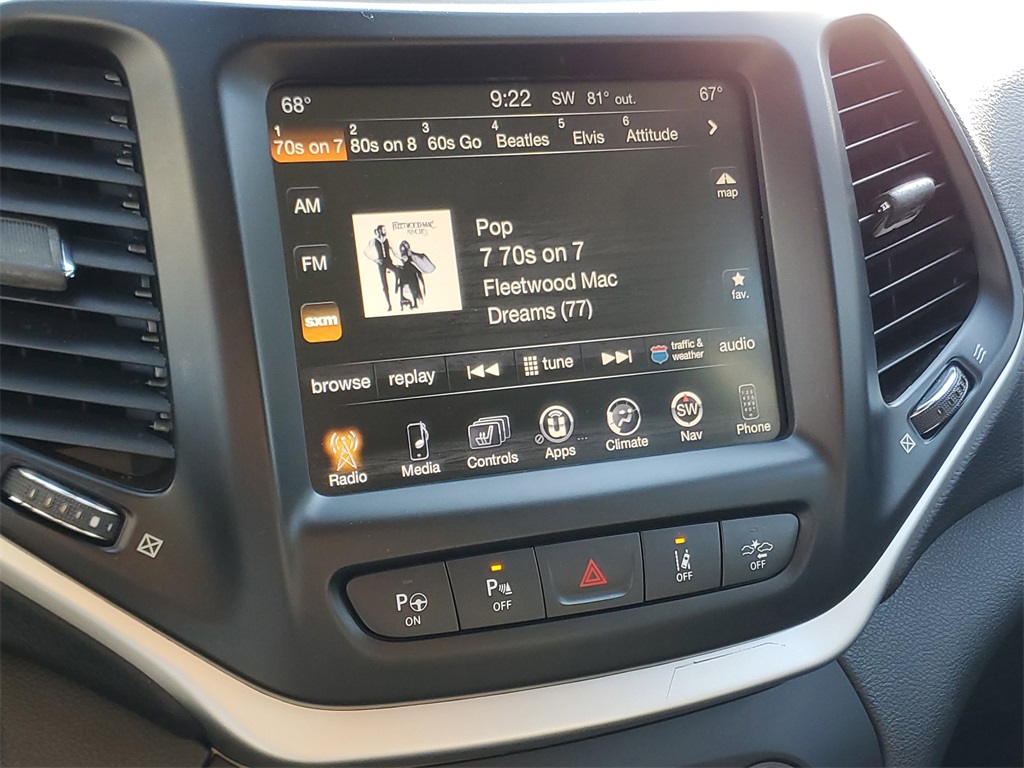 68° 9:22 SW 81° out. 67°
1 2 3 4 5 6
70s on 7 80s on 8 60s Go Beatles Elvis Attitude
AM
map
FLEETWOOD MAC
Pop
7 70s on 7
FM
Fleetwood Mac
fav.
sxm
Dreams (77)
browse replay tune traffic & weather audio
SW
Radio Media Controls Apps Climate Nav Phone
P ON
P OFF
OFF
OFF